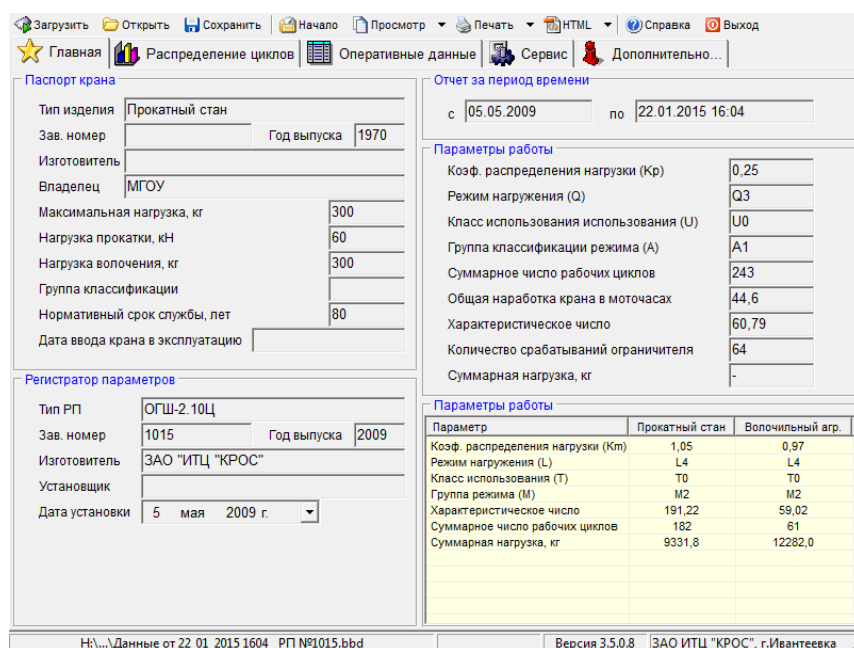 Загрузить Открыть Сохранить Начало Просмотр Печать HTML Справка Выход
Главная Распределение циклов Оперативные данные Сервис Дополнительно...
Паспорт крана
Тип изделия Прокатный стан
Зав. номер Год выпуска 1970
Изготовитель
Владелец МГОУ
Максимальная нагрузка, кг 300
Нагрузка прокатки, кН 60
Нагрузка волочения, кг 300
Группа классификации
Нормативный срок службы, лет 80
Дата ввода крана в эксплуатацию
Регистратор параметров
Тип РП ОГШ-2.10Ц
Зав. номер 1015 Год выпуска 2009
Изготовитель ЗАО "ИТЦ "КРОС"
Установщик
Дата установки 5 мая 2009 г.
Отчет за период времени
с 05.05.2009 по 22.01.2015 16:04
Параметры работы
Коэф. распределения нагрузки (Кр) 0,25
Режим нагружения (Q) Q3
Класс использования использования (U) U0
Группа классификации режима (А) А1
Суммарное число рабочих циклов 243
Общая наработка крана в моточасах 44,6
Характеристическое число 60,79
Количество срабатываний ограничителя 64
Суммарная нагрузка, кг -
Параметры работы
Параметр Прокатный стан Волочильный агр.
Коэф. распределения нагрузки (Km) 1,05 0,97
Режим нагружения (L) L4 L4
Класс использования (Т) Т0 Т0
Группа режима (М) М2 М2
Характеристическое число 191,22 59,02
Суммарное число рабочих циклов 182 61
Суммарная нагрузка, кг 9331,8 12282,0
H:\...\Данные от 22 01 2015 1604 РП №1015.bbd Версия 3.5.0.8 ЗАО ИТЦ "КРОС", г.Ивантеевка